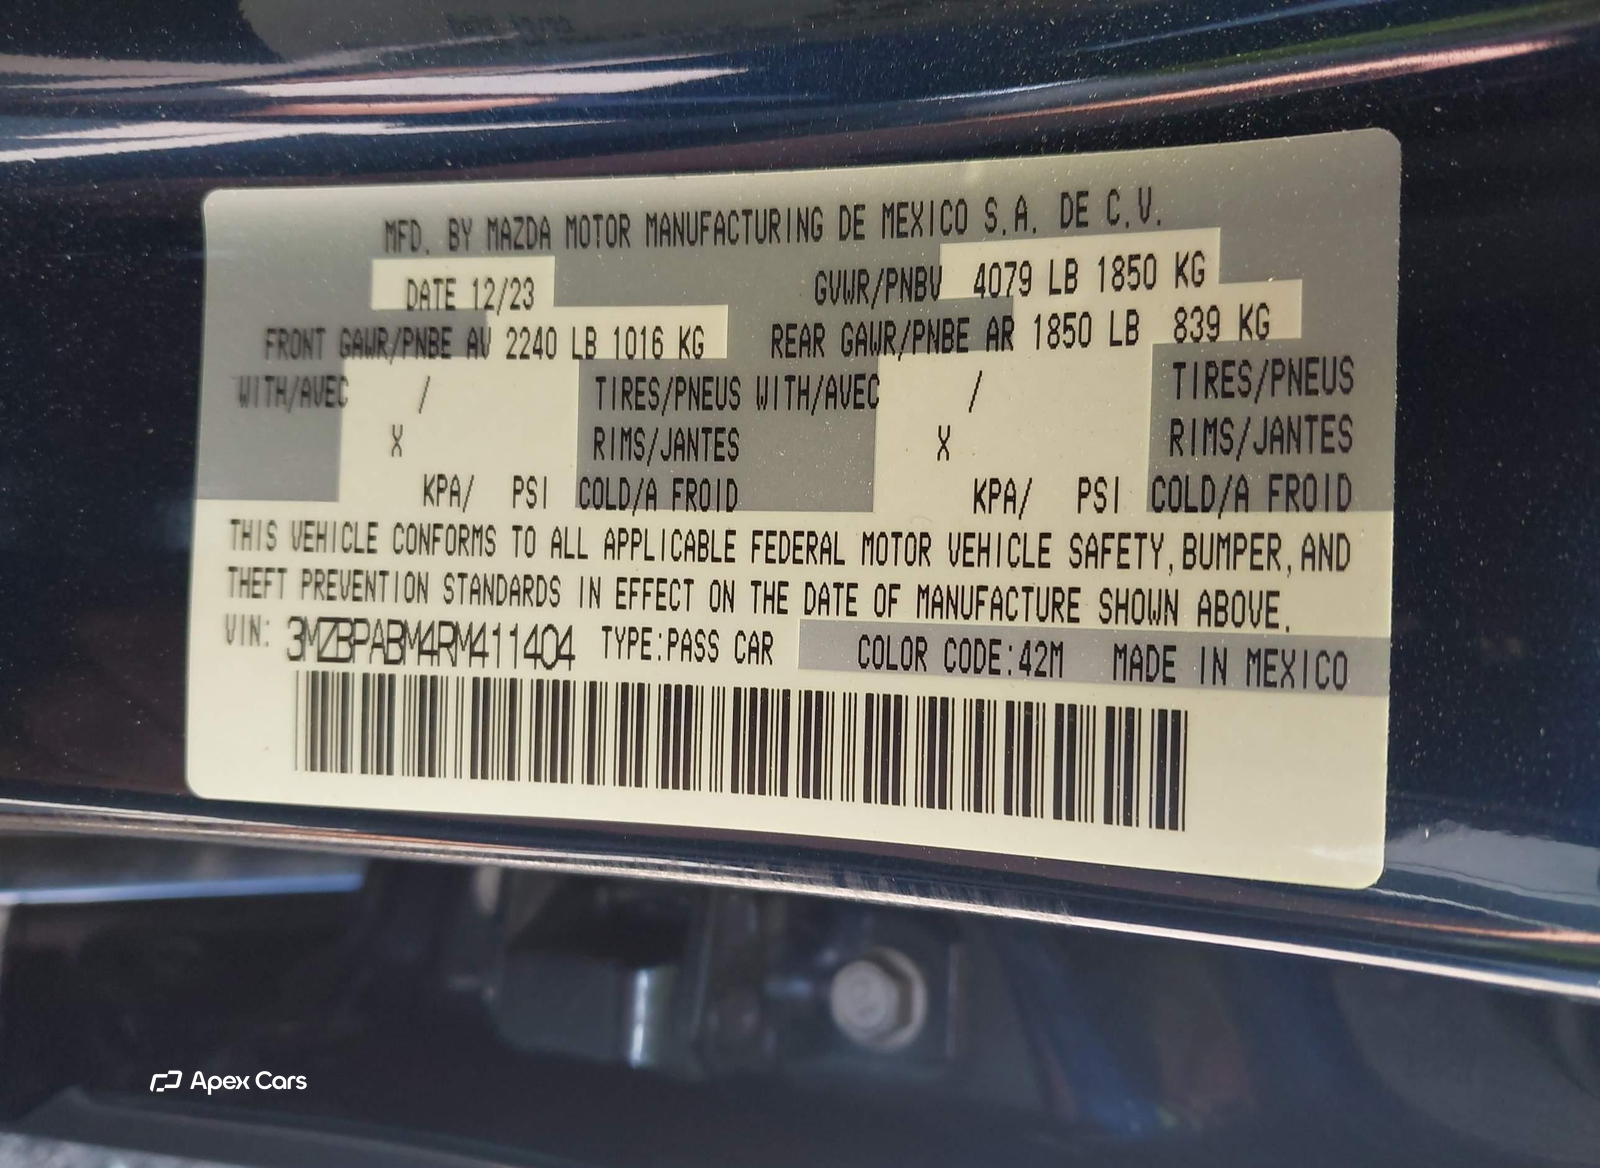 MFD. BY MAZDA MOTOR MANUFACTURING DE MEXICO S.A. DE C.V.
DATE 12/23 GVWR/PNBV 4079 LB 1850 KG
FRONT GAWR/PNBE AV 2240 LB 1016 KG REAR GAWR/PNBE AR 1850 LB 839 KG
WITH/AVEC / TIRES/PNEUS WITH/AVEC / TIRES/PNEUS
X RIMS/JANTES X RIMS/JANTES
KPA/ PSI COLD/A FROID KPA/ PSI COLD/A FROID
THIS VEHICLE CONFORMS TO ALL APPLICABLE FEDERAL MOTOR VEHICLE SAFETY, BUMPER, AND
THEFT PREVENTION STANDARDS IN EFFECT ON THE DATE OF MANUFACTURE SHOWN ABOVE.
VIN: 3MZBPABM4RM411404 TYPE:PASS CAR COLOR CODE:42M MADE IN MEXICO
Apex Cars